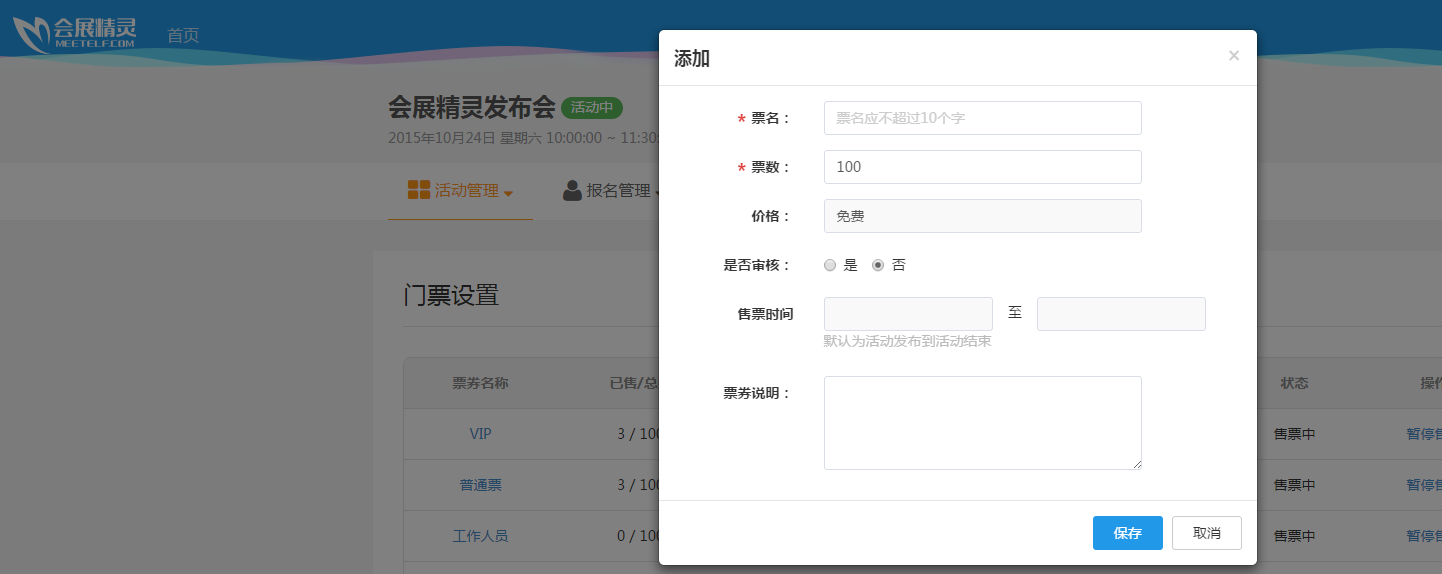 会展精灵
MEETELF.COM
首页
会展精灵发布会 活动中
2015年10月24日 星期六 10:00:00 ~ 11:30:
活动管理
报名管理
门票设置
票券名称 已售/总 状态 操作
VIP 3 / 100 售票中 暂停售
普通票 3 / 100 售票中 暂停售
工作人员 0 / 100 售票中 暂停售
添加 ×
* 票名： 票名应不超过10个字
* 票数： 100
价格： 免费
是否审核： 是 否
售票时间 至
默认为活动发布到活动结束
票券说明：
保存 取消